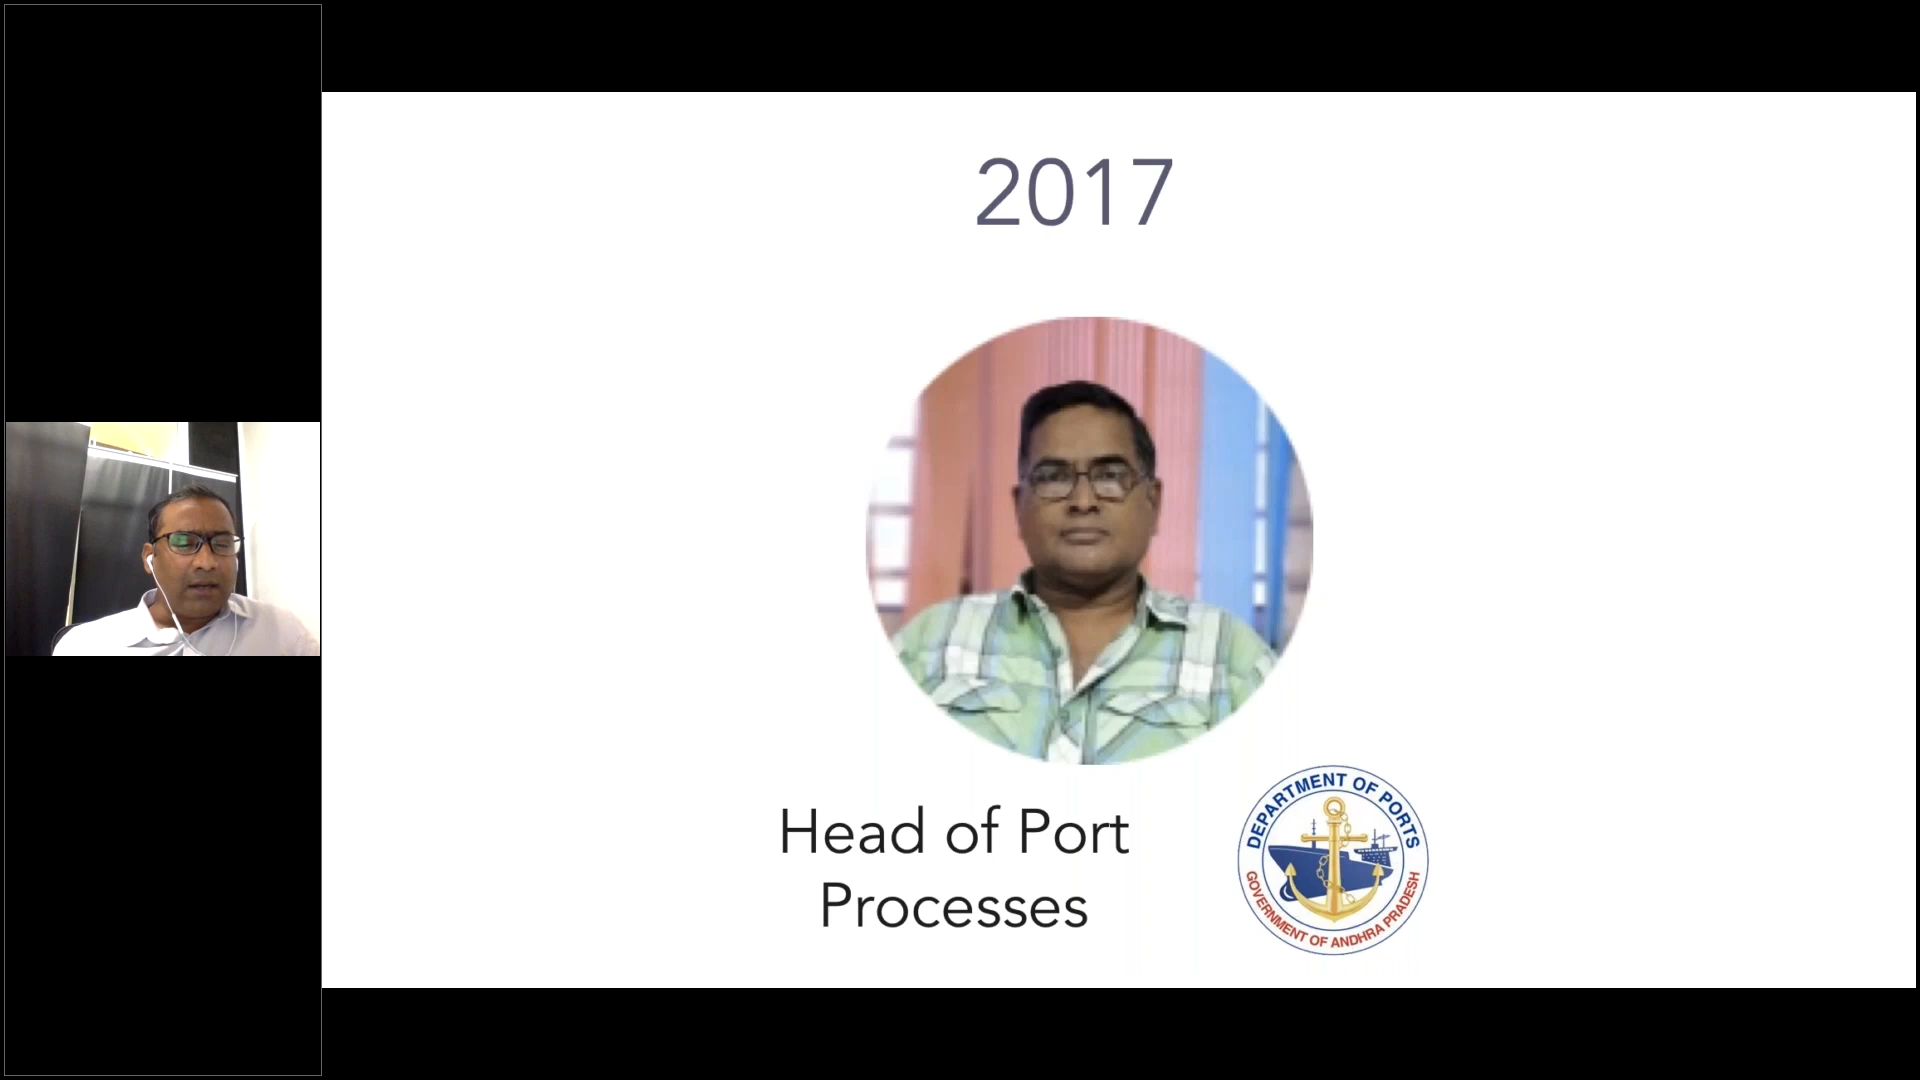 2017
Head of Port
Processes
DEPARTMENT OF PORTS
GOVERNMENT OF ANDHRA PRADESH